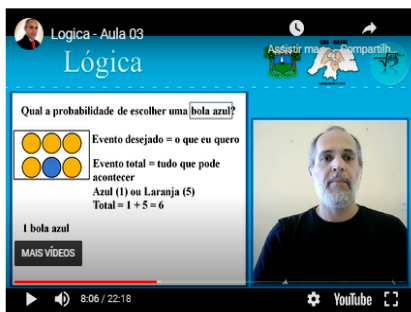 Logica - Aula 03
Assistir ma... Compartilh...
Lógica
Qual a probabilidade de escolher uma bola azul?
Evento desejado = o que eu quero
Evento total = tudo que pode
acontecer
Azul (1) ou Laranja (5)
Total = 1 + 5 = 6
1 bola azul
MAIS VÍDEOS
8:06 / 22:18
YouTube